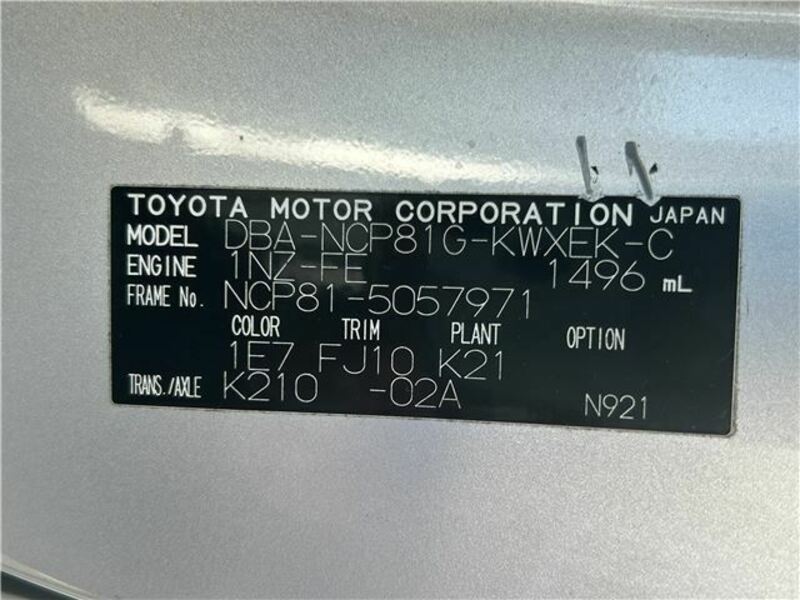 TOYOTA MOTOR CORPORATION JAPAN
MODEL DBA-NCP81G-KWXEK-C
ENGINE 1NZ-FE 1496 mL
FRAME No. NCP81-5057971
COLOR TRIM PLANT OPTION
1E7 FJ10 K21
TRANS./AXLE K210 -02A N921